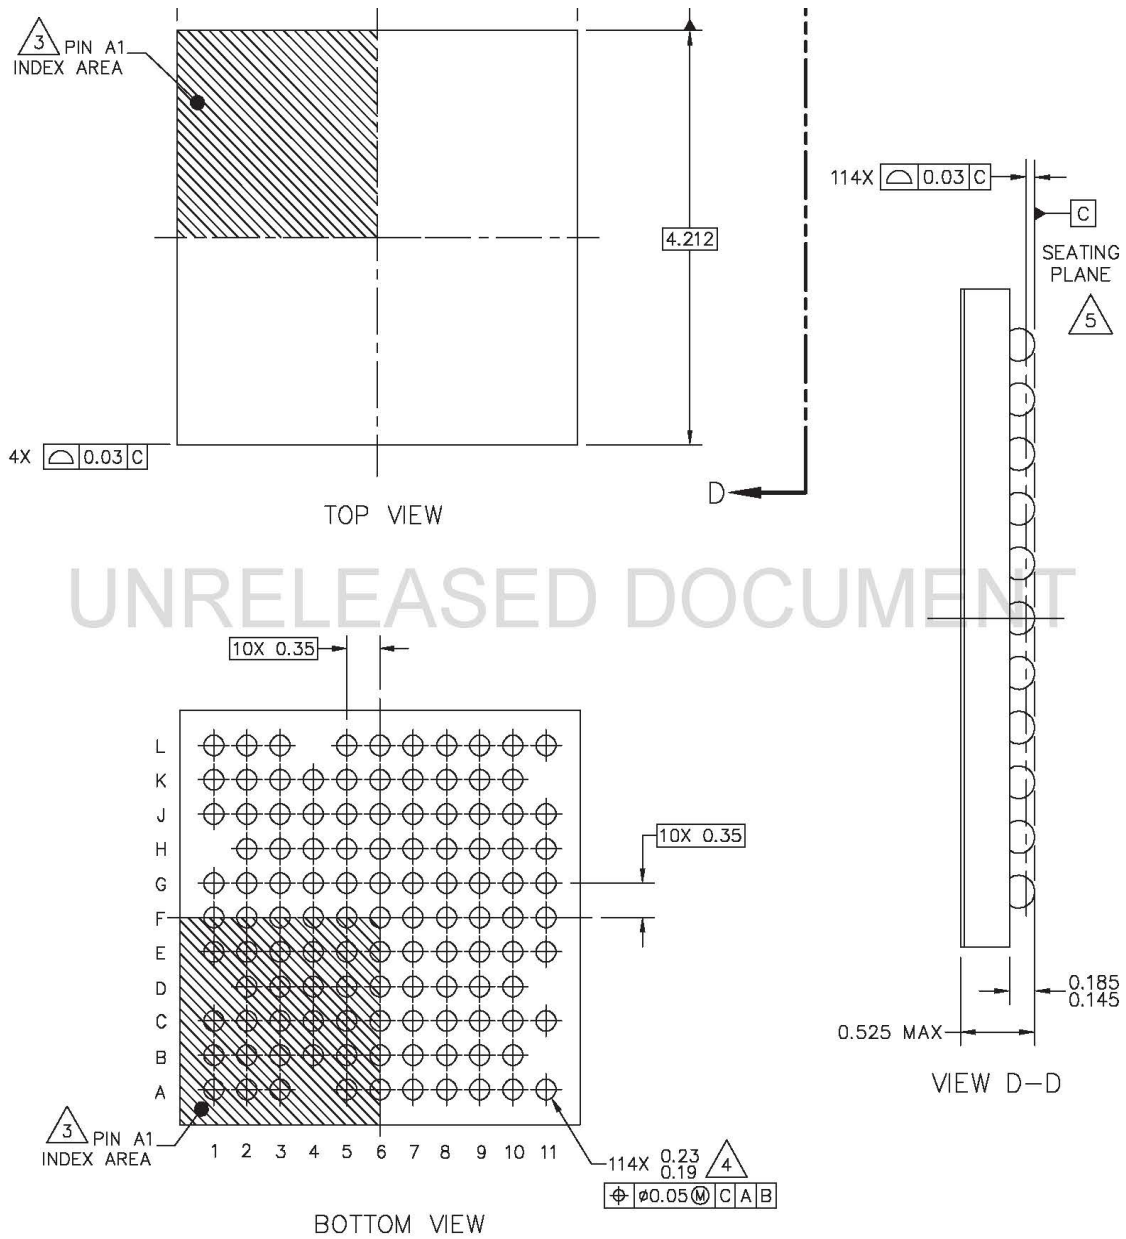 3 PIN A1
INDEX AREA
4.212
114X 0.03 C
C
SEATING
PLANE
5
4X 0.03 C
D
TOP VIEW
UNRELEASED DOCUMENT
10X 0.35
L
K
J
H
G
F
E
D
C
B
A
10X 0.35
0.185
0.145
0.525 MAX
VIEW D-D
3 PIN A1
INDEX AREA
1 2 3 4 5 6 7 8 9 10 11
114X 0.23
0.19
4
⌀0.05 Ⓜ C A B
BOTTOM VIEW